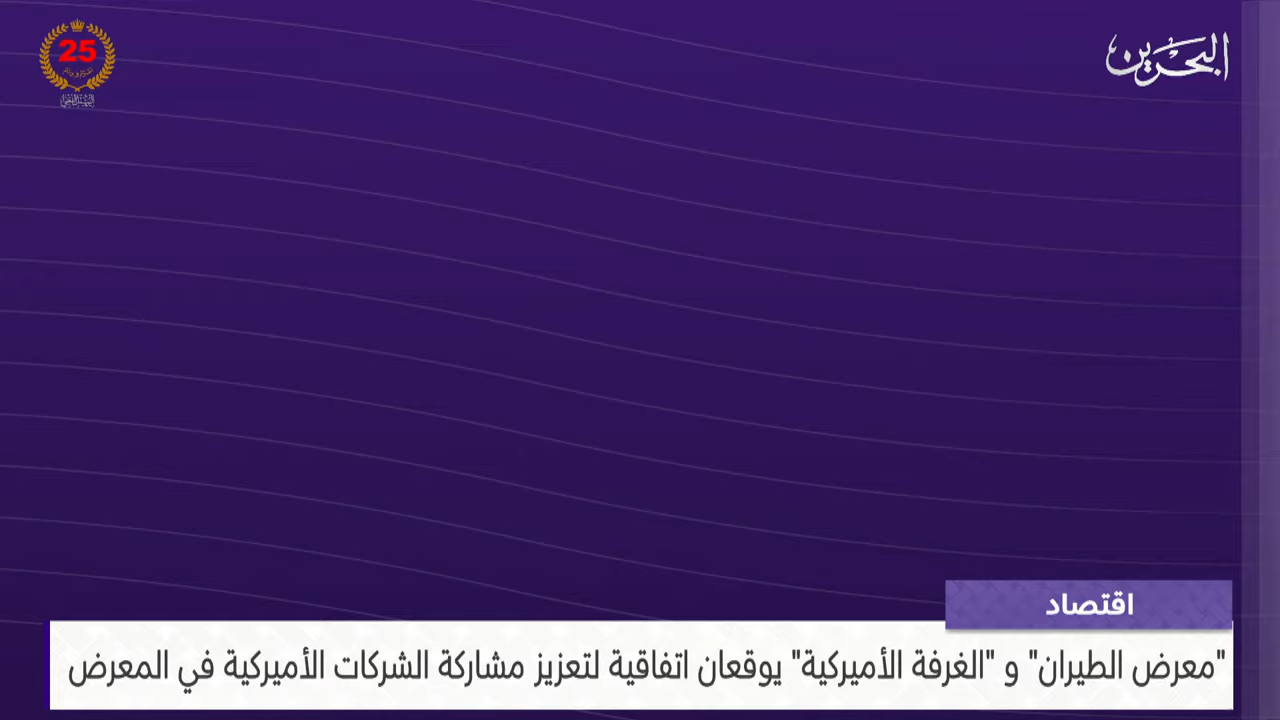 البحرين
25
اقتصاد
"معرض الطيران" و "الغرفة الأميركية" يوقعان اتفاقية لتعزيز مشاركة الشركات الأميركية في المعرض